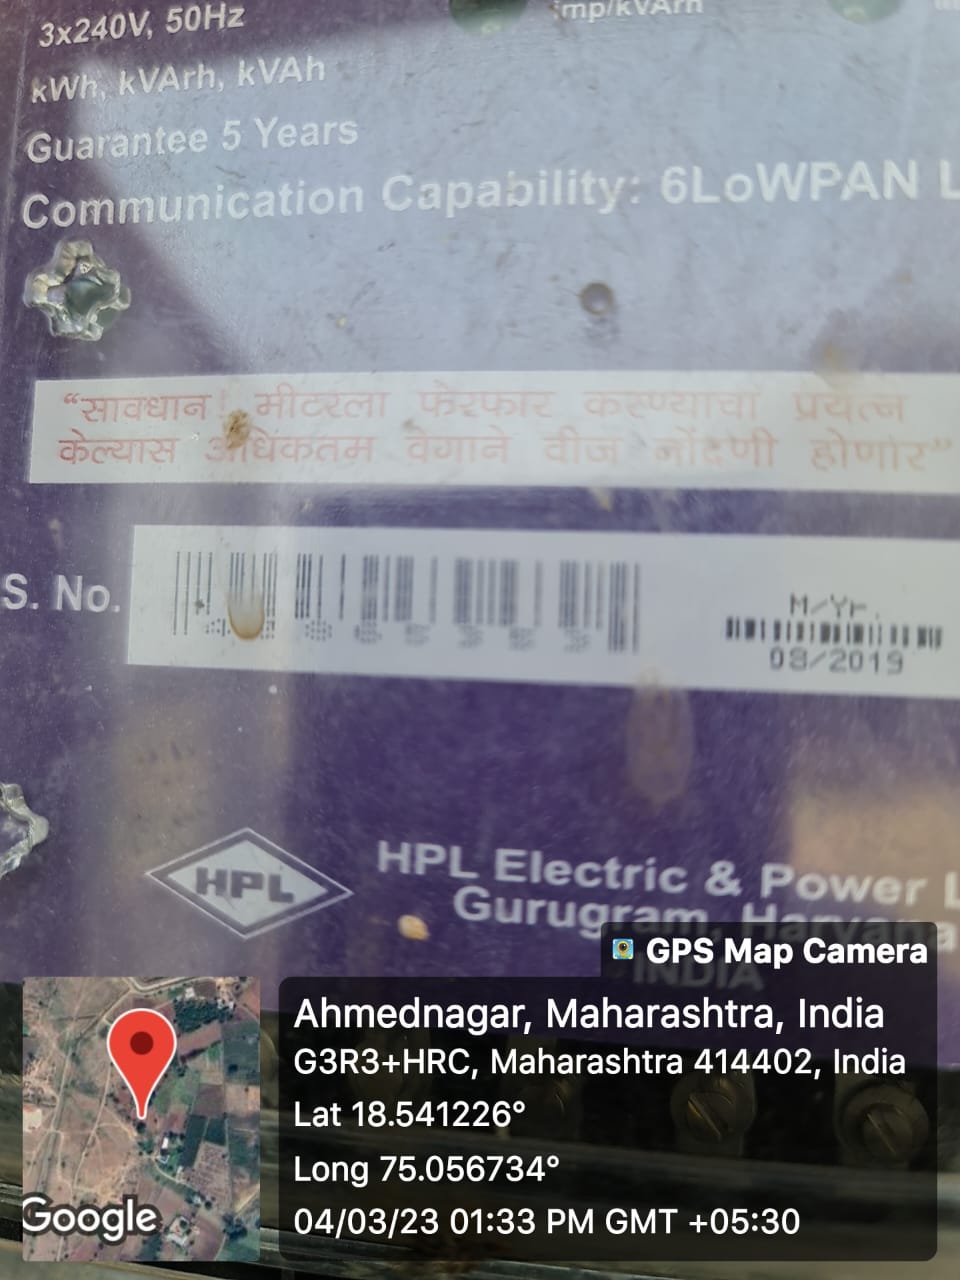 3x240V, 50Hz
imp/kVArh
kWh, kVArh, kVAh
Guarantee 5 Years
Communication Capability: 6LoWPAN L
“सावधान ! मीटरला फेरफार करण्याचा प्रयत्न
केल्यास अधिकतम वेगाने वीज नोंदणी होणार”
S. No.
M/Yr.
08/2019
HPL
HPL Electric & Power L
Gurugram, Haryana
INDIA
GPS Map Camera
Ahmednagar, Maharashtra, India
G3R3+HRC, Maharashtra 414402, India
Lat 18.541226°
Long 75.056734°
04/03/23 01:33 PM GMT +05:30
Google